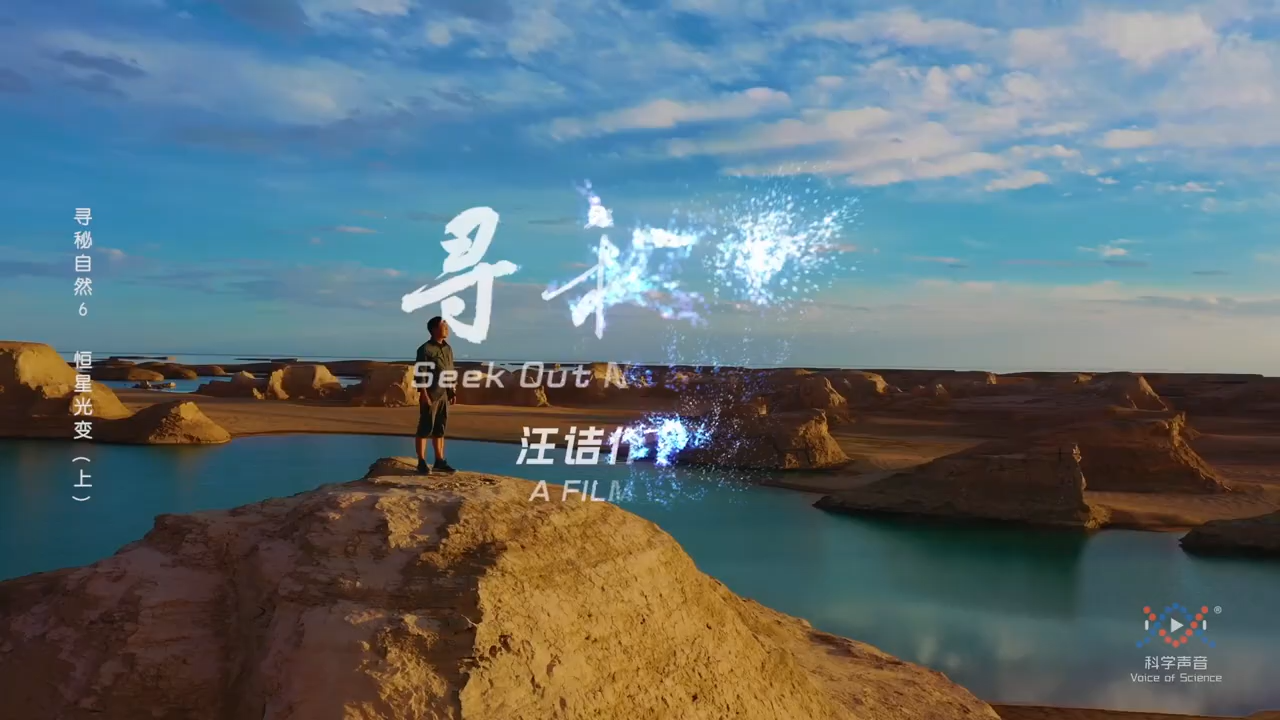 寻秘自然6 恒星光变（上）
寻
Seek Out
汪诘作
A FILM
科学声音
Voice of Science